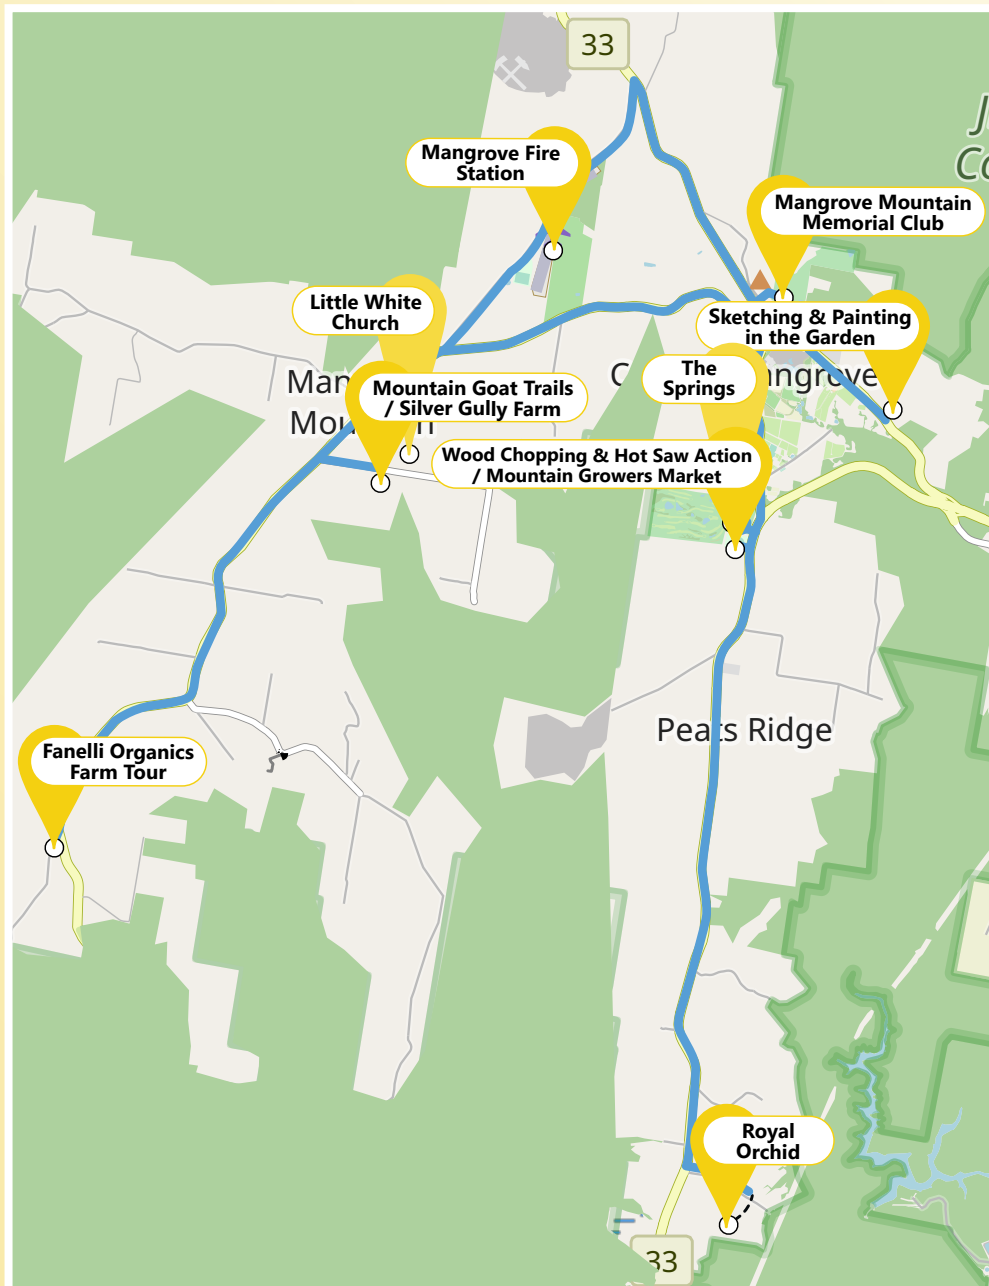 33
Mangrove Fire
Station
Mangrove Mountain
Memorial Club
Little White
Church
Sketching & Painting
in the Garden
The
Springs
Mountain Goat Trails
/ Silver Gully Farm
Wood Chopping & Hot Saw Action
/ Mountain Growers Market
Peats Ridge
Fanelli Organics
Farm Tour
Royal
Orchid
33